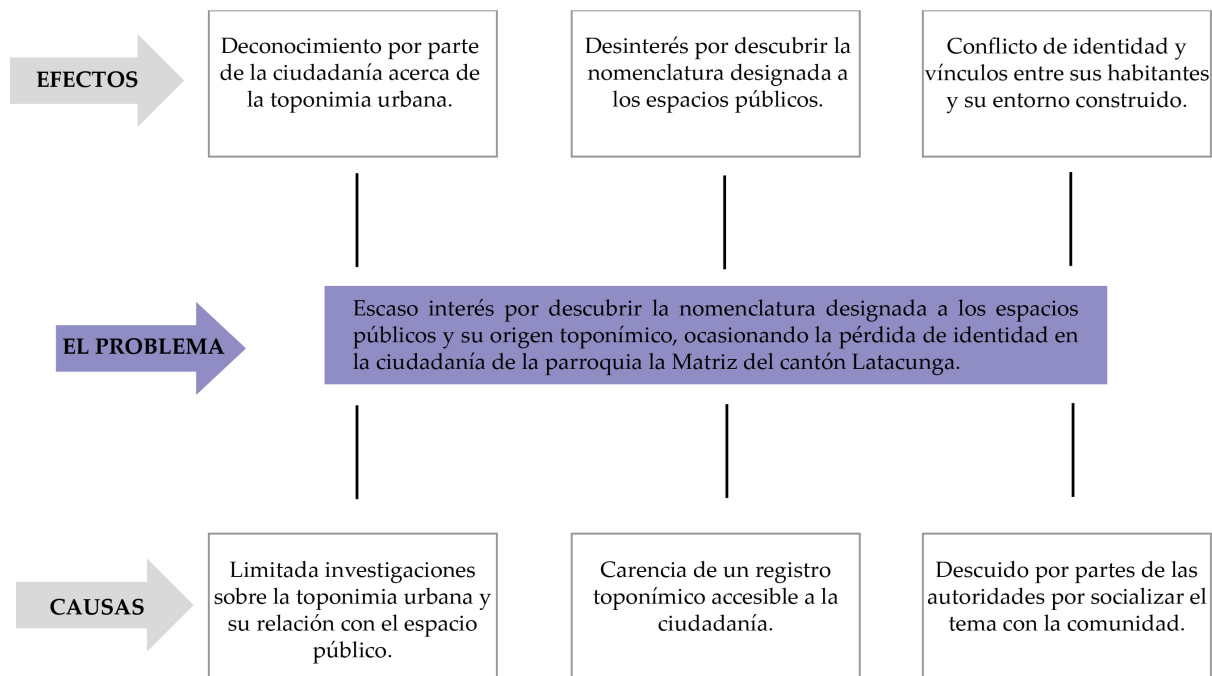 EFECTOS
Deconocimiento por parte
de la ciudadanía acerca de
la toponimia urbana.
Desinterés por descubrir la
nomenclatura designada a
los espacios públicos.
Conflicto de identidad y
vínculos entre sus habitantes
y su entorno construido.
EL PROBLEMA
Escaso interés por descubrir la nomenclatura designada a los espacios
públicos y su origen toponímico, ocasionando la pérdida de identidad en
la ciudadanía de la parroquia la Matriz del cantón Latacunga.
CAUSAS
Limitada investigaciones
sobre la toponimia urbana y
su relación con el espacio
público.
Carencia de un registro
toponímico accesible a la
ciudadanía.
Descuido por partes de las
autoridades por socializar el
tema con la comunidad.